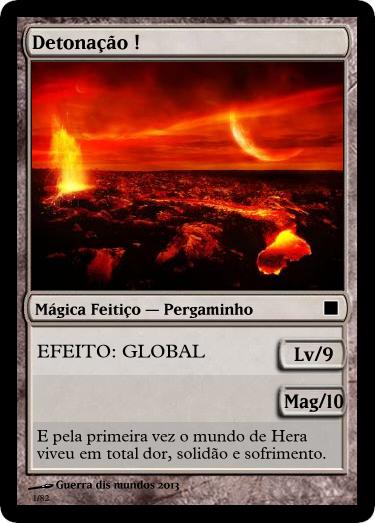 Detonação !
Mágica Feitiço — Pergaminho
EFEITO: GLOBAL
Lv/9
Mag/10
E pela primeira vez o mundo de Hera
viveu em total dor, solidão e sofrimento.
Guerra dis mundos 2013
1/82